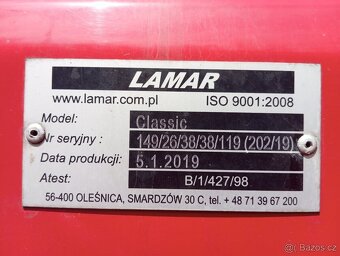 LAMAR
www.lamar.com.pl ISO 9001:2008
Model: Classic
Nr seryjny : 149/26/38/38/119 (202/19)
Data produkcji: 5.1.2019
Atest: B/1/427/98
56-400 OLEŚNICA, SMARDZÓW 30 C, tel. + 48 71 39 67 200
bazos.cz